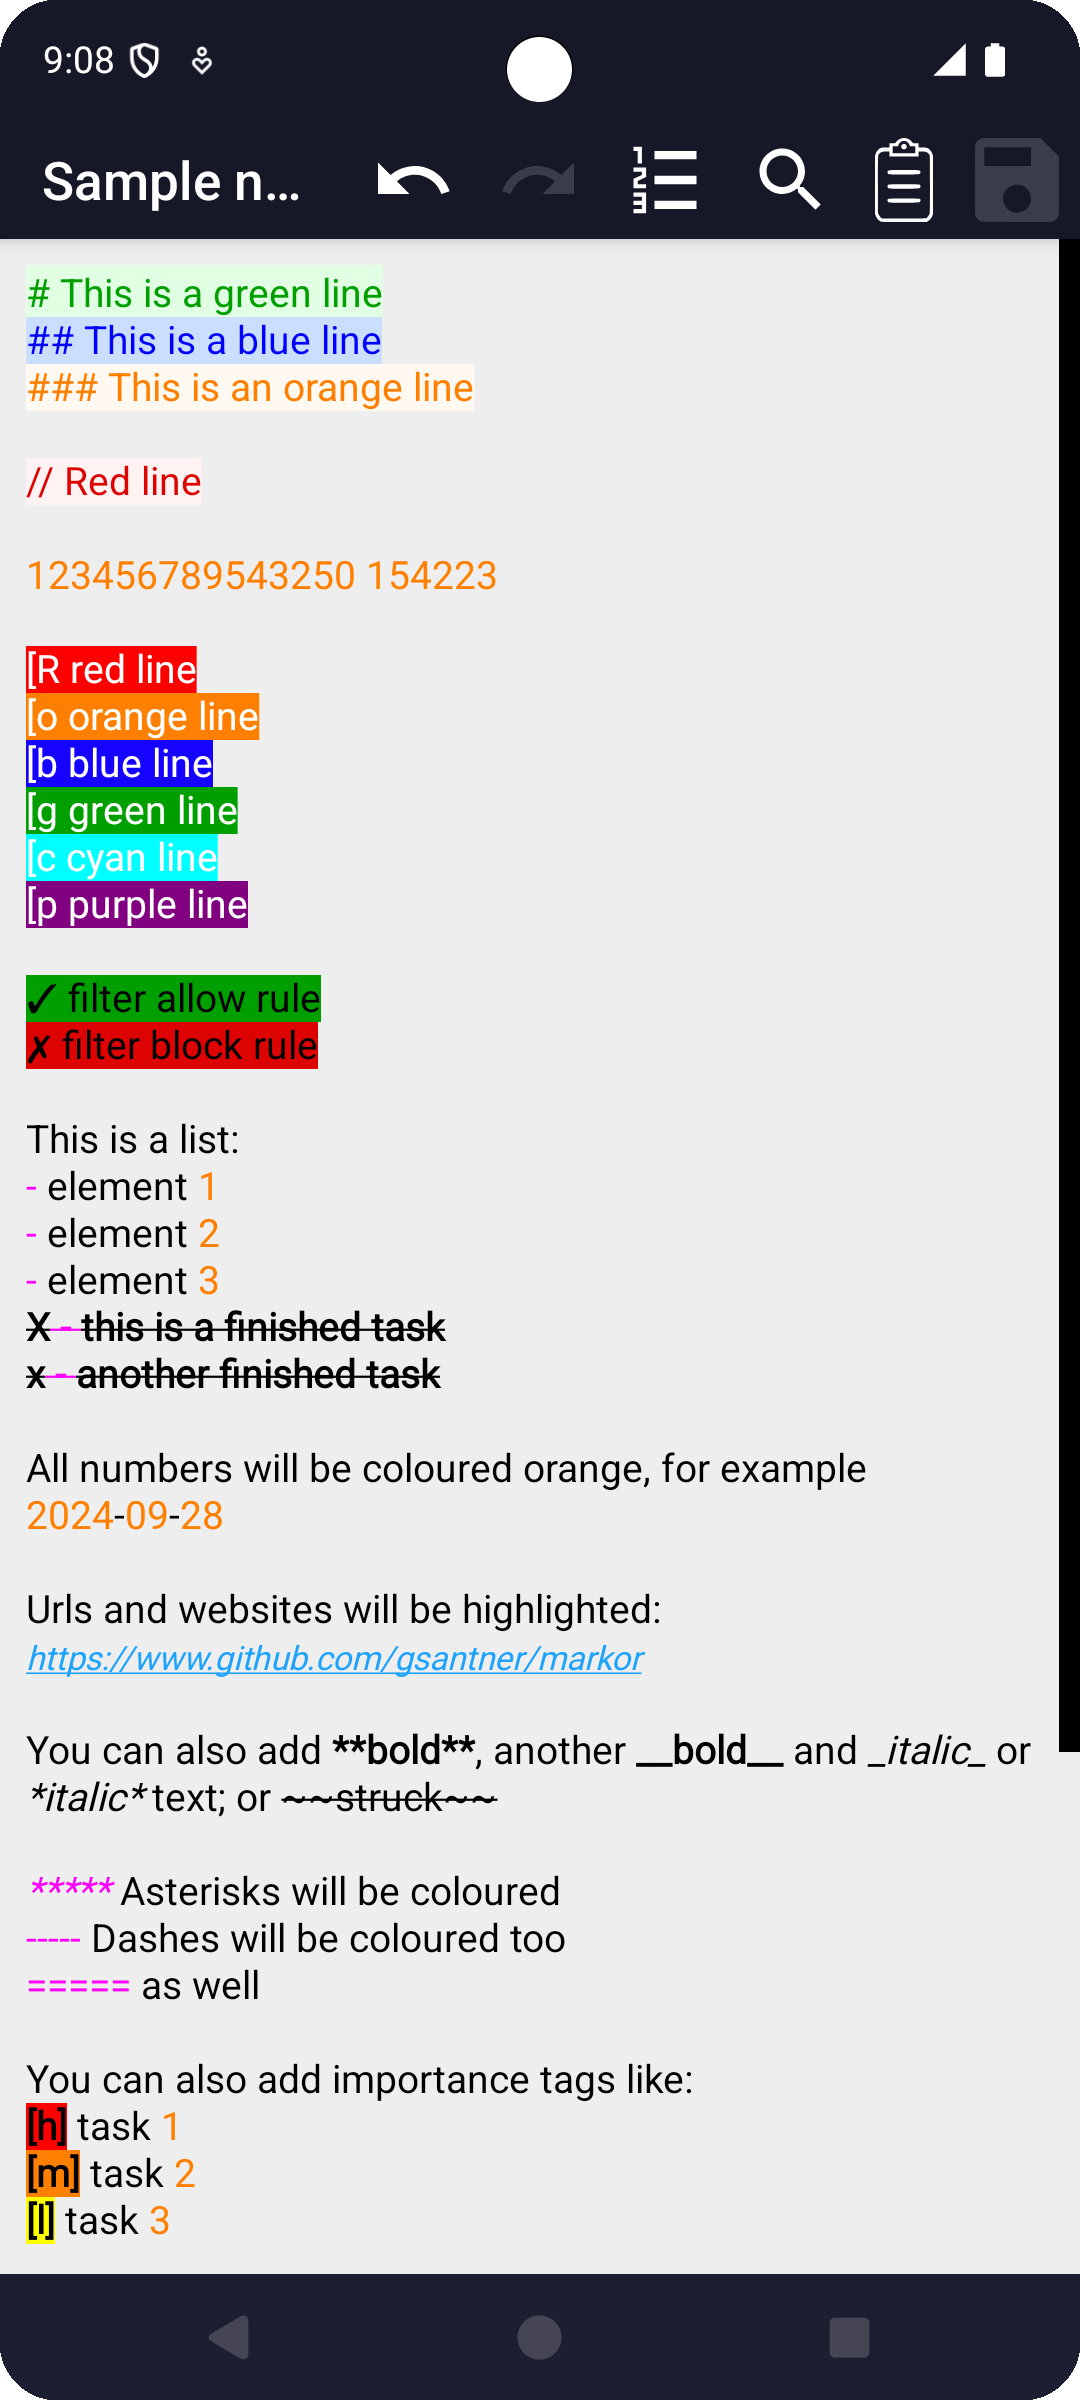 9:08
Sample n...
# This is a green line
## This is a blue line
### This is an orange line
// Red line
123456789543250 154223
[R red line
[o orange line
[b blue line
[g green line
[c cyan line
[p purple line
✓ filter allow rule
✗ filter block rule
This is a list:
- element 1
- element 2
- element 3
X - this is a finished task
x - another finished task
All numbers will be coloured orange, for example
2024-09-28
Urls and websites will be highlighted:
https://www.github.com/gsantner/markor
You can also add **bold**, another __bold__ and _italic_ or
*italic* text; or ~~struck~~
***** Asterisks will be coloured
----- Dashes will be coloured too
===== as well
You can also add importance tags like:
[h] task 1
[m] task 2
[l] task 3